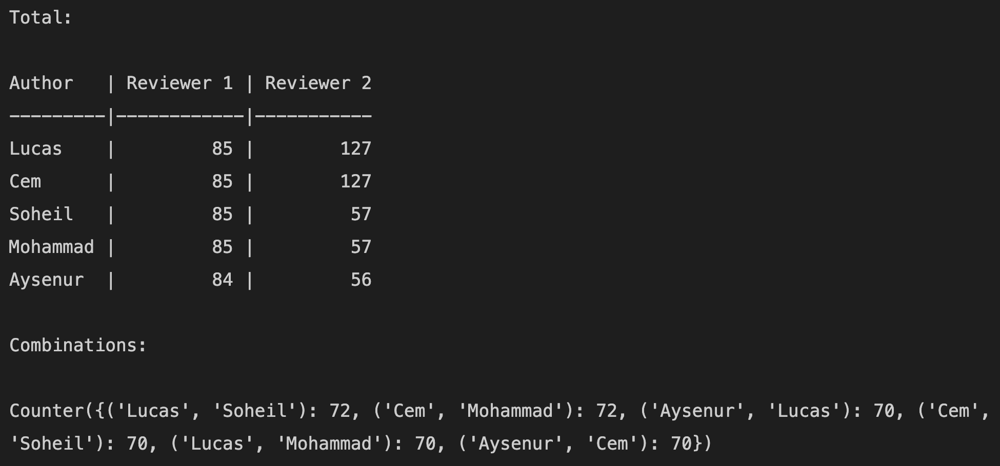 Total:
Author   | Reviewer 1 | Reviewer 2
---------|------------|-----------
Lucas    |         85 |        127
Cem      |         85 |        127
Soheil   |         85 |         57
Mohammad |         85 |         57
Aysenur  |         84 |         56
Combinations:
Counter({('Lucas', 'Soheil'): 72, ('Cem', 'Mohammad'): 72, ('Aysenur', 'Lucas'): 70, ('Cem',
'Soheil'): 70, ('Lucas', 'Mohammad'): 70, ('Aysenur', 'Cem'): 70})